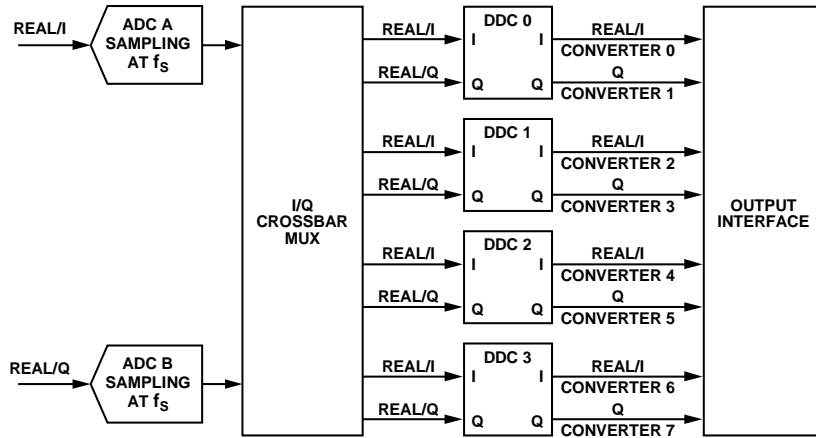 REAL/I
ADC A
SAMPLING
AT fS
REAL/Q
ADC B
SAMPLING
AT fS
I/Q
CROSSBAR
MUX
REAL/I
REAL/Q
DDC 0
I
I
Q
Q
REAL/I
CONVERTER 0
Q
CONVERTER 1
REAL/I
REAL/Q
DDC 1
I
I
Q
Q
REAL/I
CONVERTER 2
Q
CONVERTER 3
REAL/I
REAL/Q
DDC 2
I
I
Q
Q
REAL/I
CONVERTER 4
Q
CONVERTER 5
REAL/I
REAL/Q
DDC 3
I
I
Q
Q
REAL/I
CONVERTER 6
Q
CONVERTER 7
OUTPUT
INTERFACE